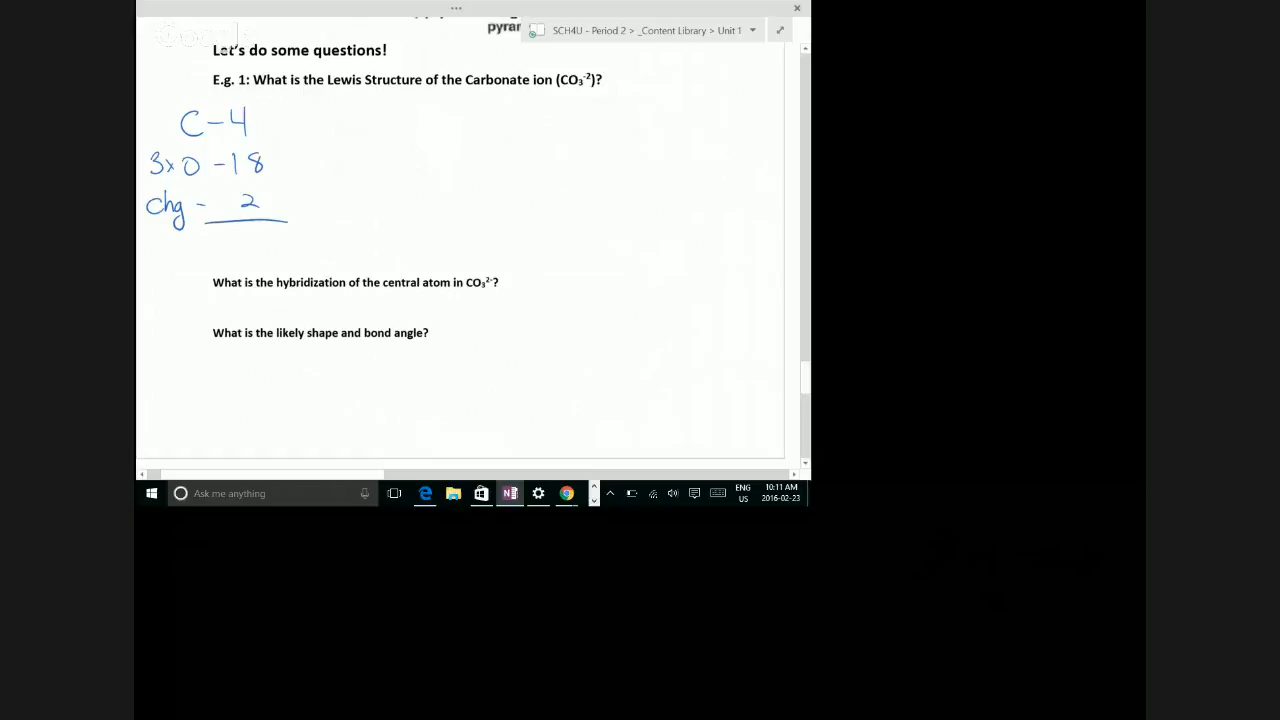 pyran
SCH4U - Period 2 > _Content Library > Unit 1
Let's do some questions!
E.g. 1: What is the Lewis Structure of the Carbonate ion (CO₃⁻²)?
C - 4
3x O - 18
Chg - 2
What is the hybridization of the central atom in CO₃²⁻?
What is the likely shape and bond angle?
Ask me anything
ENG 10:11 AM
US 2016-02-23